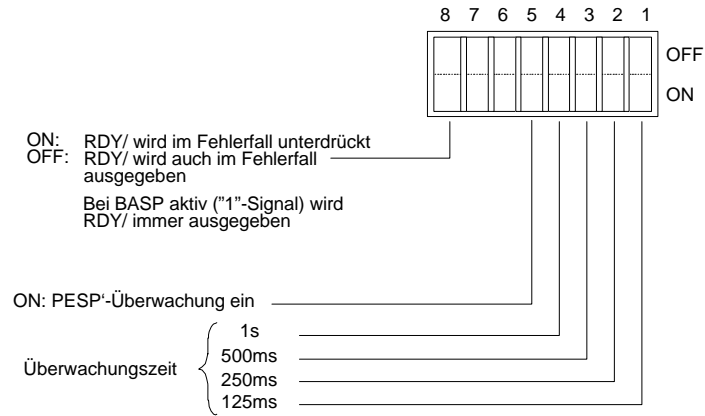 8 7 6 5 4 3 2 1
OFF
ON
ON: RDY/ wird im Fehlerfall unterdrückt
OFF: RDY/ wird auch im Fehlerfall
ausgegeben
Bei BASP aktiv ("1"-Signal) wird
RDY/ immer ausgegeben
ON: PESP‘-Überwachung ein
Überwachungszeit
1s
500ms
250ms
125ms